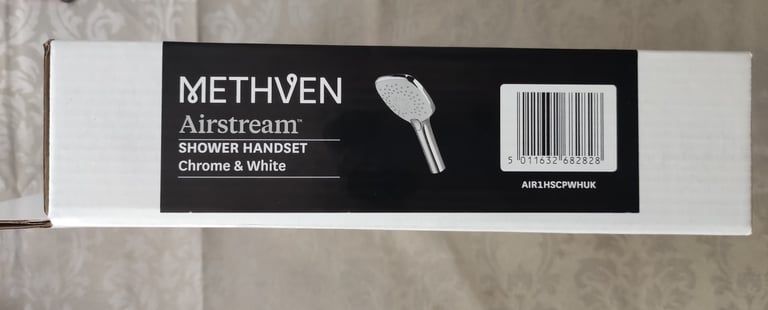 METHVEN
Airstream™
SHOWER HANDSET
Chrome & White
5 011632 682828
AIR1HSCPWHUK